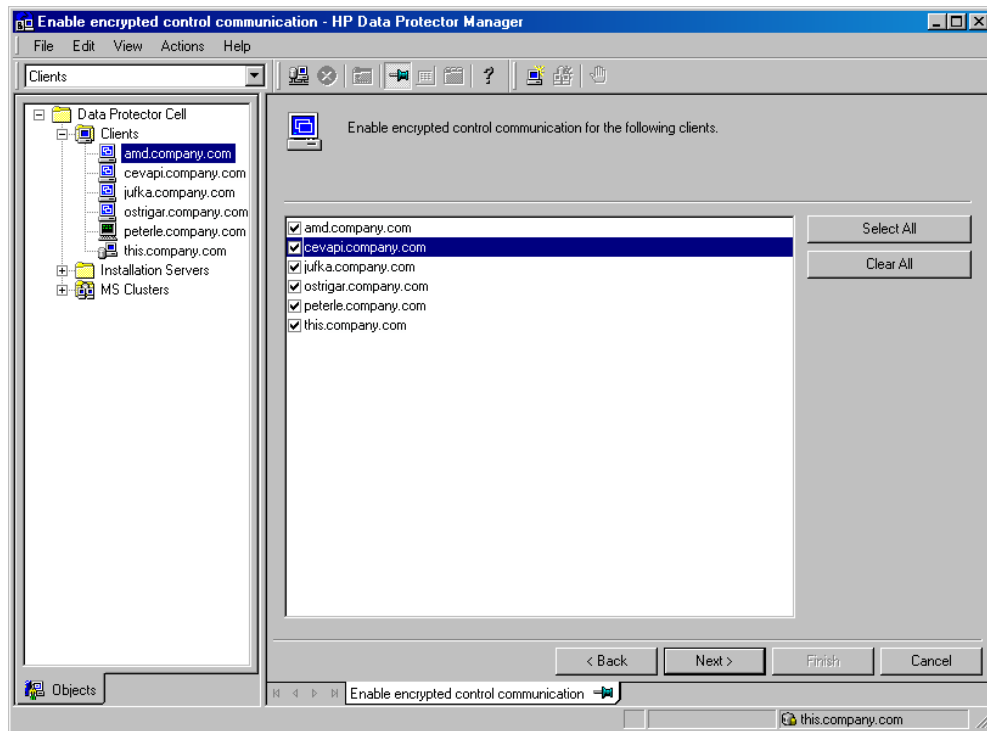 Enable encrypted control communication - HP Data Protector Manager
File Edit View Actions Help
Clients
?
Data Protector Cell
Clients
amd.company.com
cevapi.company.com
jufka.company.com
ostrigar.company.com
peterle.company.com
this.company.com
Installation Servers
MS Clusters
Objects
Enable encrypted control communication for the following clients.
amd.company.com
cevapi.company.com
jufka.company.com
ostrigar.company.com
peterle.company.com
this.company.com
Select All
Clear All
< Back
Next >
Finish
Cancel
Enable encrypted control communication
this.company.com